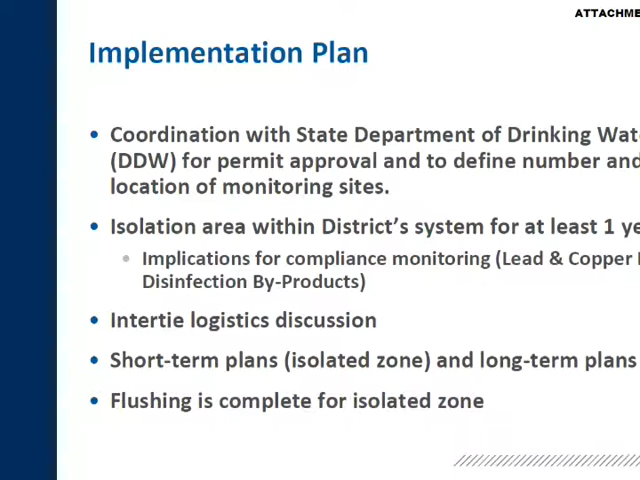 ATTACHME
Implementation Plan
• Coordination with State Department of Drinking Wat
(DDW) for permit approval and to define number and
location of monitoring sites.
• Isolation area within District's system for at least 1 ye
• Implications for compliance monitoring (Lead & Copper
Disinfection By-Products)
• Intertie logistics discussion
• Short-term plans (isolated zone) and long-term plans
• Flushing is complete for isolated zone